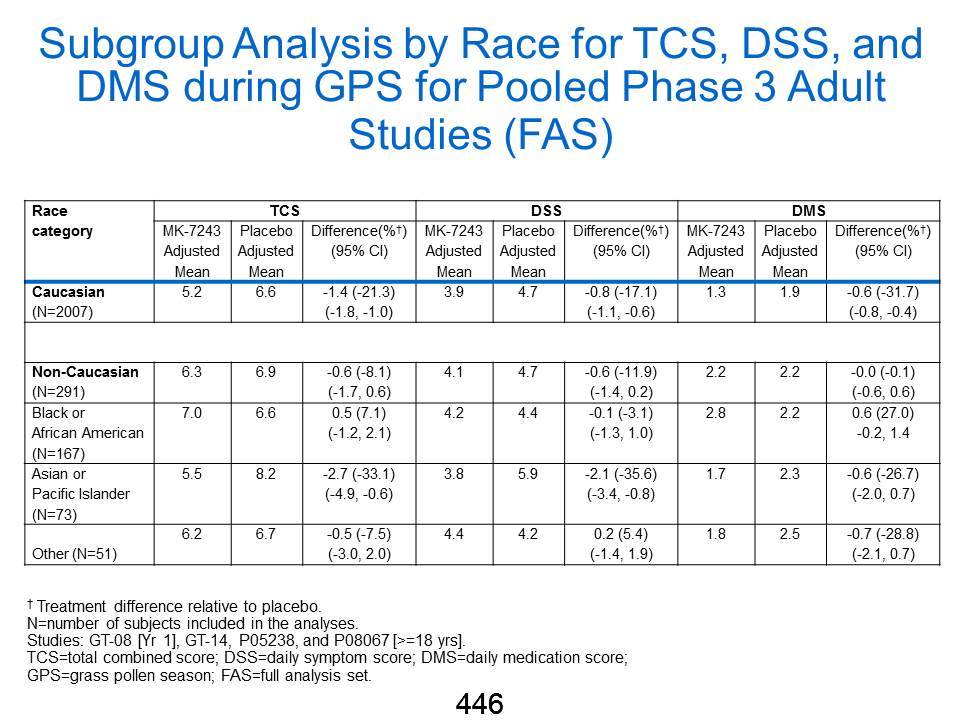 Subgroup Analysis by Race for TCS, DSS, and
DMS during GPS for Pooled Phase 3 Adult
Studies (FAS)
Race category TCS DSS DMS
MK-7243 Adjusted Mean Placebo Adjusted Mean Difference(%†) (95% CI) MK-7243 Adjusted Mean Placebo Adjusted Mean Difference(%†) (95% CI) MK-7243 Adjusted Mean Placebo Adjusted Mean Difference(%†) (95% CI)
Caucasian 5.2 6.6 -1.4 (-21.3) 3.9 4.7 -0.8 (-17.1) 1.3 1.9 -0.6 (-31.7)
(N=2007) (-1.8, -1.0) (-1.1, -0.6) (-0.8, -0.4)
Non-Caucasian 6.3 6.9 -0.6 (-8.1) 4.1 4.7 -0.6 (-11.9) 2.2 2.2 -0.0 (-0.1)
(N=291) (-1.7, 0.6) (-1.4, 0.2) (-0.6, 0.6)
Black or 7.0 6.6 0.5 (7.1) 4.2 4.4 -0.1 (-3.1) 2.8 2.2 0.6 (27.0)
African American (-1.2, 2.1) (-1.3, 1.0) -0.2, 1.4
(N=167)
Asian or 5.5 8.2 -2.7 (-33.1) 3.8 5.9 -2.1 (-35.6) 1.7 2.3 -0.6 (-26.7)
Pacific Islander (-4.9, -0.6) (-3.4, -0.8) (-2.0, 0.7)
(N=73)
6.2 6.7 -0.5 (-7.5) 4.4 4.2 0.2 (5.4) 1.8 2.5 -0.7 (-28.8)
Other (N=51) (-3.0, 2.0) (-1.4, 1.9) (-2.1, 0.7)
† Treatment difference relative to placebo.
N=number of subjects included in the analyses.
Studies: GT-08 [Yr 1], GT-14, P05238, and P08067 [>=18 yrs].
TCS=total combined score; DSS=daily symptom score; DMS=daily medication score;
GPS=grass pollen season; FAS=full analysis set.
446